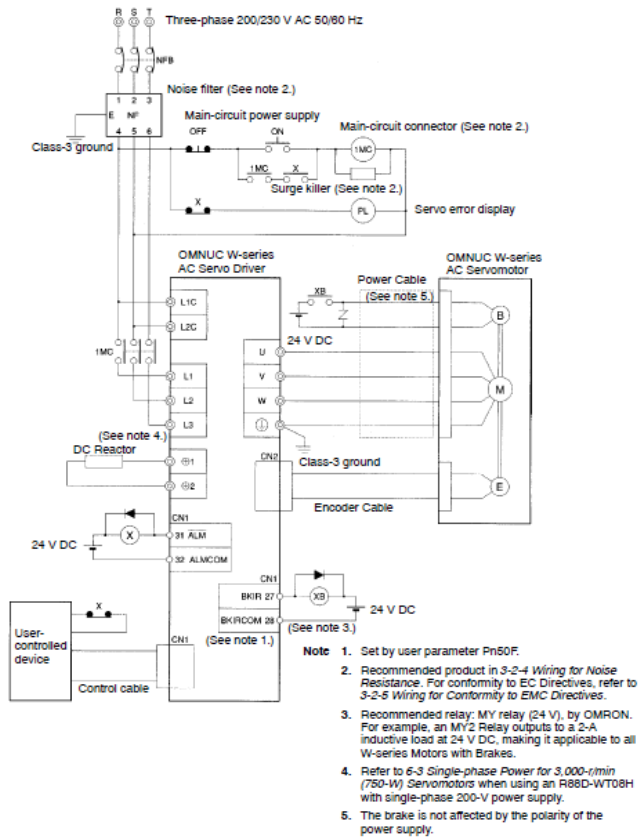 R S T
Three-phase 200/230 V AC 50/60 Hz
NFB
Noise filter (See note 2.)
1 2 3
E NF
4 5 6
Class-3 ground
Main-circuit power supply
OFF
ON
Main-circuit connector (See note 2.)
1MC
1MC
X
Surge killer (See note 2.)
X
PL
Servo error display
OMNUC W-series
AC Servo Driver
OMNUC W-series
AC Servomotor
Power Cable
XB
(See note 5.)
L1C
B
L2C
24 V DC
1MC
U
L1
V
M
L2
W
L3
(See note 4.)
DC Reactor
Class-3 ground
⊕1
CN2
⊕2
E
Encoder Cable
CN1
X
31 ALM
24 V DC
32 ALMCOM
CN1
BKIR 27
XB
24 V DC
BKIRCOM 28
(See note 1.)
(See note 3.)
X
User-
controlled
device
CN1
Control cable
Note 1. Set by user parameter Pn50F.
2. Recommended product in 3-2-4 Wiring for Noise
Resistance. For conformity to EC Directives, refer to
3-2-5 Wiring for Conformity to EMC Directives.
3. Recommended relay: MY relay (24 V), by OMRON.
For example, an MY2 Relay outputs to a 2-A
inductive load at 24 V DC, making it applicable to all
W-series Motors with Brakes.
4. Refer to 6-3 Single-phase Power for 3,000-r/min
(750-W) Servomotors when using an R88D-WT08H
with single-phase 200-V power supply.
5. The brake is not affected by the polarity of the
power supply.